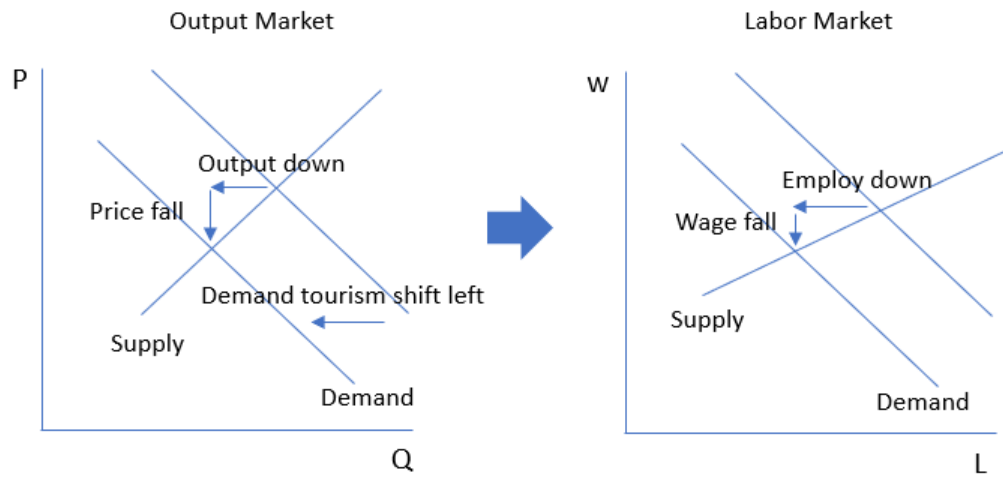 Output Market
P
Output down
Price fall
Demand tourism shift left
Supply
Demand
Q
Labor Market
w
Employ down
Wage fall
Supply
Demand
L